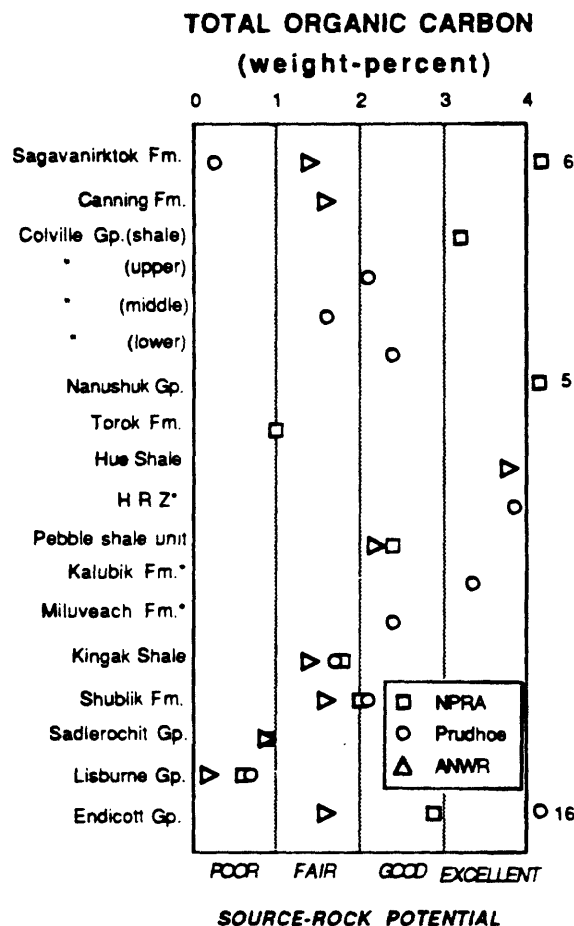 TOTAL ORGANIC CARBON
(weight-percent)
0 1 2 3 4
Sagavanirktok Fm. 6
Canning Fm.
Colville Gp.(shale)
" (upper)
" (middle)
" (lower)
Nanushuk Gp. 5
Torok Fm.
Hue Shale
H R Z*
Pebble shale unit
Kalubik Fm.*
Miluveach Fm.*
Kingak Shale
Shublik Fm.
Sadlerochit Gp.
Lisburne Gp.
Endicott Gp. 16
NPRA
Prudhoe
ANWR
POOR FAIR GOOD EXCELLENT
SOURCE-ROCK POTENTIAL